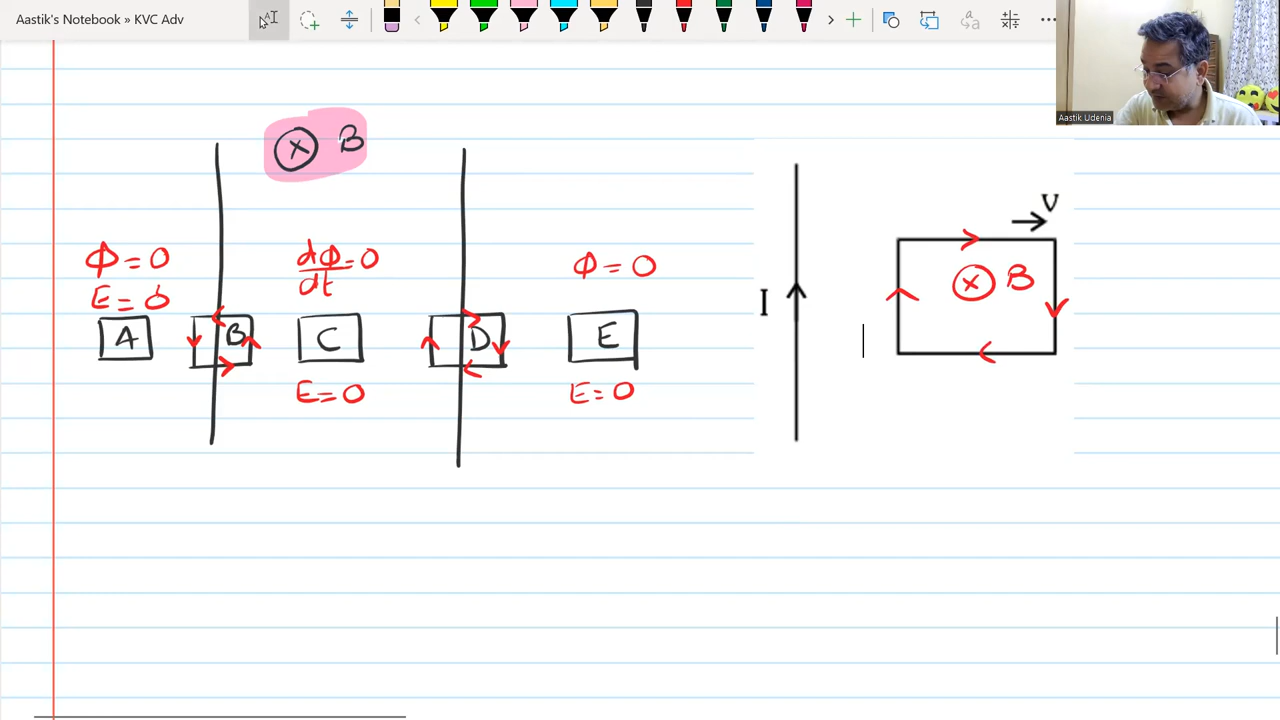 Aastik's Notebook » KVC Adv
Aastik Udenia
⊗ B
Φ = 0
E = 0
dΦ/dt = 0
Φ = 0
A
B
C
D
E
E = 0
E = 0
I
V
⊗ B